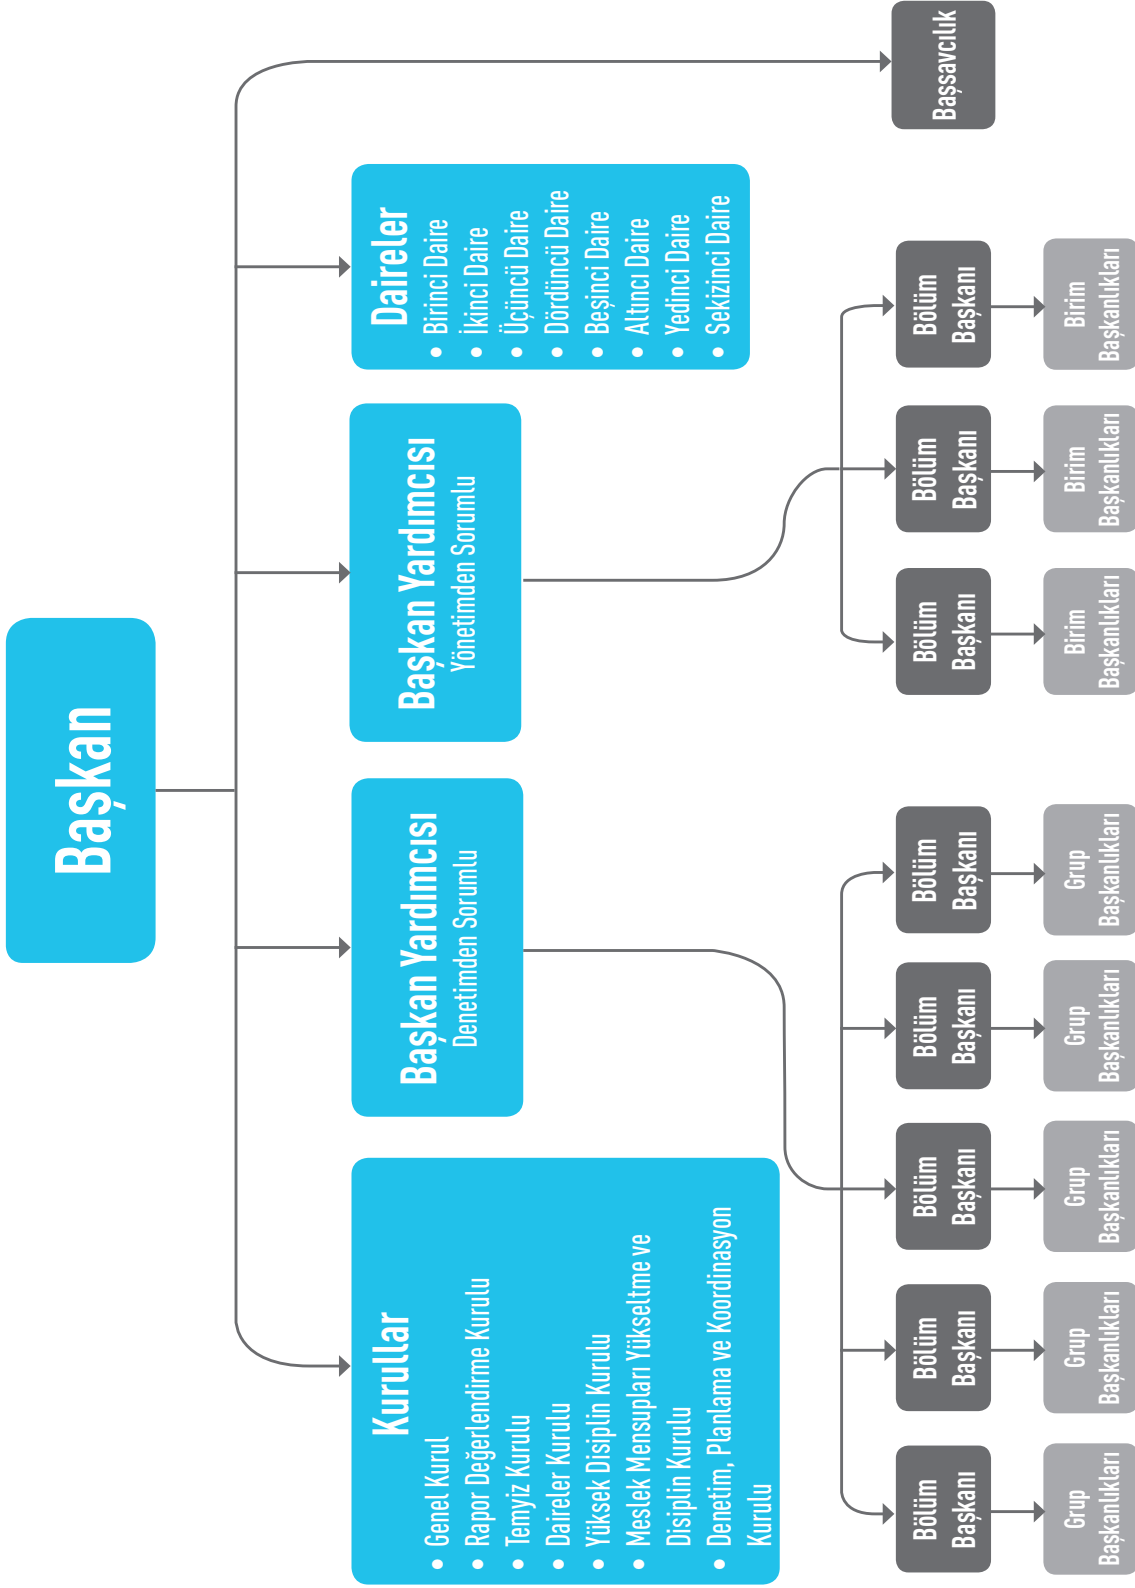 Başkan
Kurullar
• Genel Kurul
• Rapor Değerlendirme Kurulu
• Temyiz Kurulu
• Daireler Kurulu
• Yüksek Disiplin Kurulu
• Meslek Mensupları Yükseltme ve
Disiplin Kurulu
• Denetim, Planlama ve Koordinasyon
Kurulu
Başkan Yardımcısı
Denetimden Sorumlu
Başkan Yardımcısı
Yönetimden Sorumlu
Daireler
• Birinci Daire
• İkinci Daire
• Üçüncü Daire
• Dördüncü Daire
• Beşinci Daire
• Altıncı Daire
• Yedinci Daire
• Sekizinci Daire
Başsavcılık
Bölüm
Başkanı
Bölüm
Başkanı
Bölüm
Başkanı
Bölüm
Başkanı
Bölüm
Başkanı
Bölüm
Başkanı
Bölüm
Başkanı
Bölüm
Başkanı
Grup
Başkanlıkları
Grup
Başkanlıkları
Grup
Başkanlıkları
Grup
Başkanlıkları
Grup
Başkanlıkları
Birim
Başkanlıkları
Birim
Başkanlıkları
Birim
Başkanlıkları